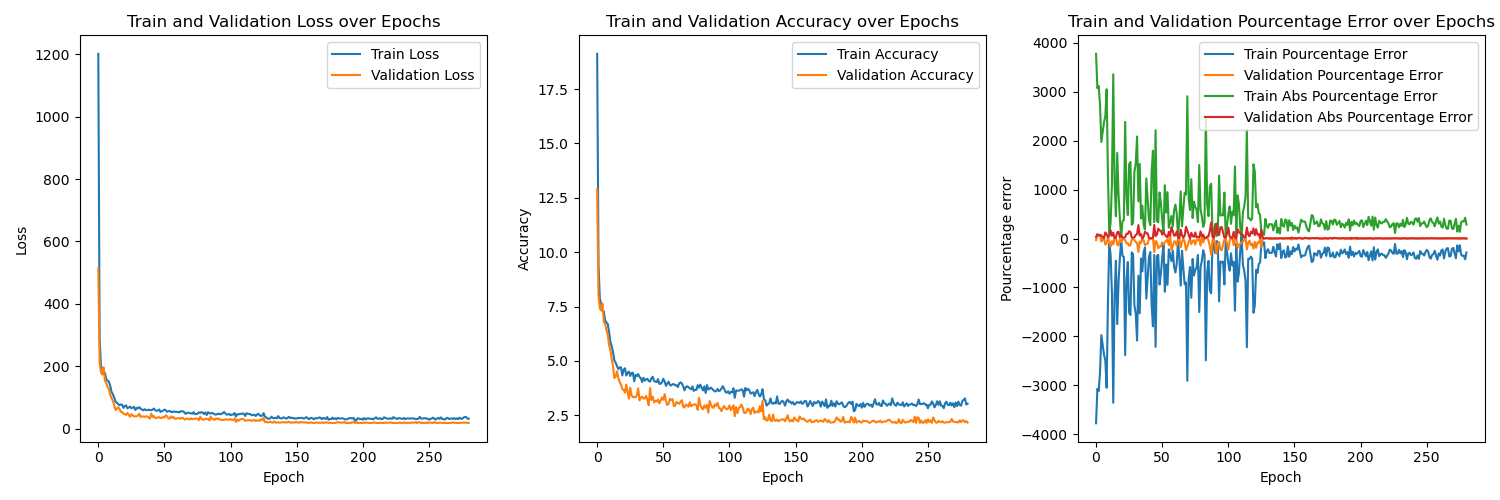 Train and Validation Loss over Epochs
Loss
1200
1000
800
600
400
200
0
Train Loss
Validation Loss
0 50 100 150 200 250
Epoch
Train and Validation Accuracy over Epochs
Accuracy
17.5
15.0
12.5
10.0
7.5
5.0
2.5
Train Accuracy
Validation Accuracy
0 50 100 150 200 250
Epoch
Train and Validation Pourcentage Error over Epochs
Pourcentage error
4000
3000
2000
1000
0
−1000
−2000
−3000
−4000
Train Pourcentage Error
Validation Pourcentage Error
Train Abs Pourcentage Error
Validation Abs Pourcentage Error
0 50 100 150 200 250
Epoch